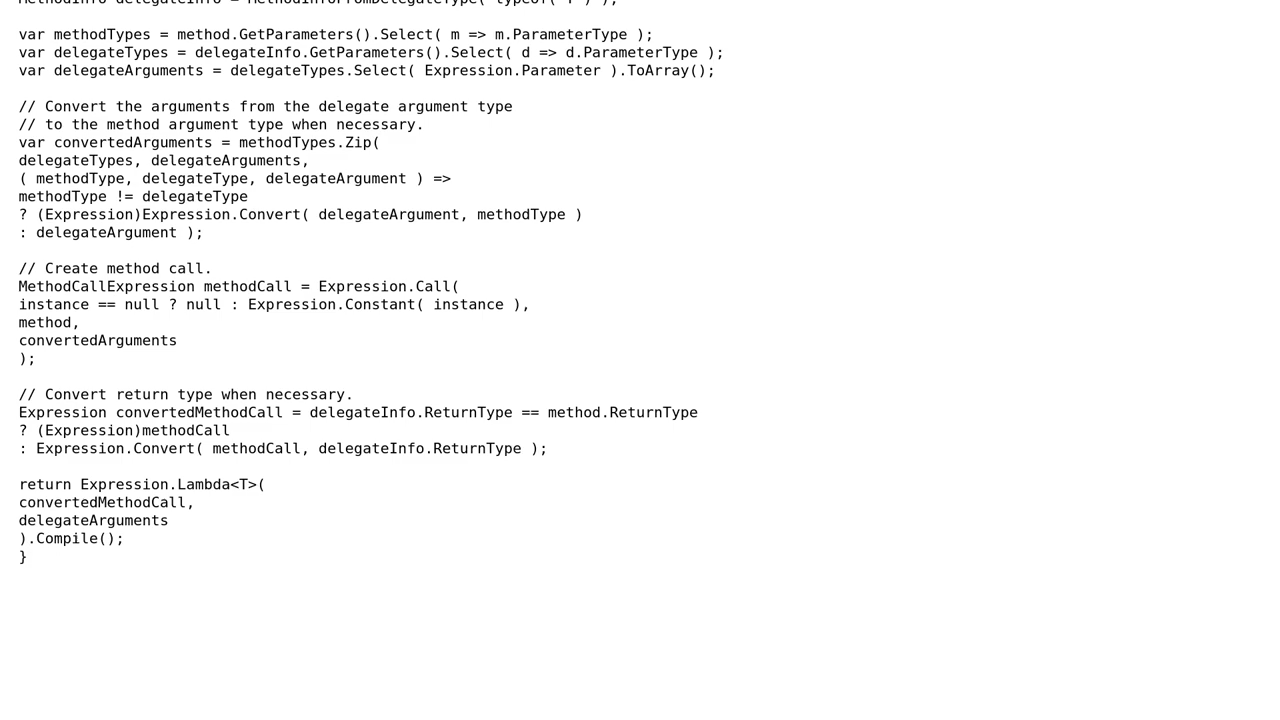 MethodInfo delegateInfo = MethodInfoFromDelegateType( typeof( T ) );
var methodTypes = method.GetParameters().Select( m => m.ParameterType );
var delegateTypes = delegateInfo.GetParameters().Select( d => d.ParameterType );
var delegateArguments = delegateTypes.Select( Expression.Parameter ).ToArray();
// Convert the arguments from the delegate argument type
// to the method argument type when necessary.
var convertedArguments = methodTypes.Zip(
delegateTypes, delegateArguments,
( methodType, delegateType, delegateArgument ) =>
methodType != delegateType
? (Expression)Expression.Convert( delegateArgument, methodType )
: delegateArgument );
// Create method call.
MethodCallExpression methodCall = Expression.Call(
instance == null ? null : Expression.Constant( instance ),
method,
convertedArguments
);
// Convert return type when necessary.
Expression convertedMethodCall = delegateInfo.ReturnType == method.ReturnType
? (Expression)methodCall
: Expression.Convert( methodCall, delegateInfo.ReturnType );
return Expression.Lambda<T>(
convertedMethodCall,
delegateArguments
).Compile();
}